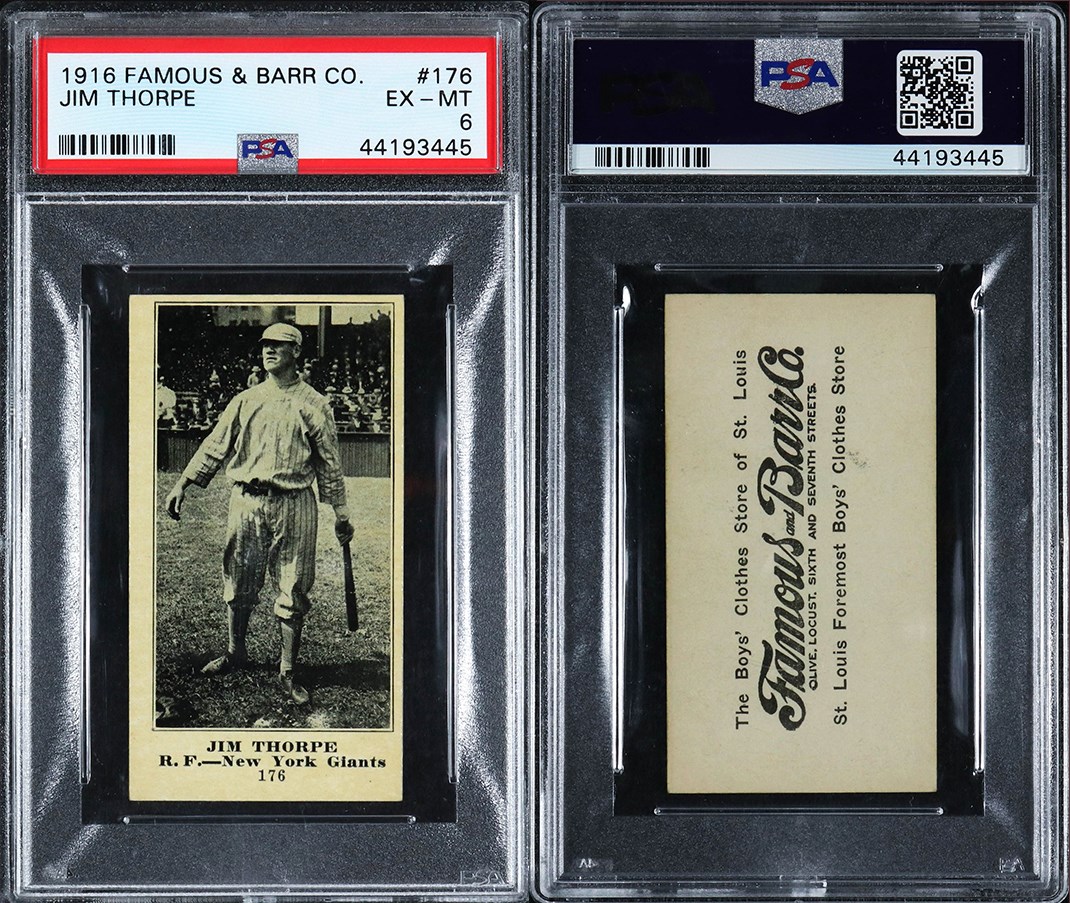 1916 FAMOUS & BARR CO. #176
JIM THORPE EX - MT
6
PSA 44193445
JIM THORPE
R. F.—New York Giants
176
PSA
PSA
44193445
The Boys' Clothes Store of St. Louis
Famous and Barr Co.
OLIVE, LOCUST, SIXTH AND SEVENTH STREETS.
St. Louis Foremost Boys' Clothes Store